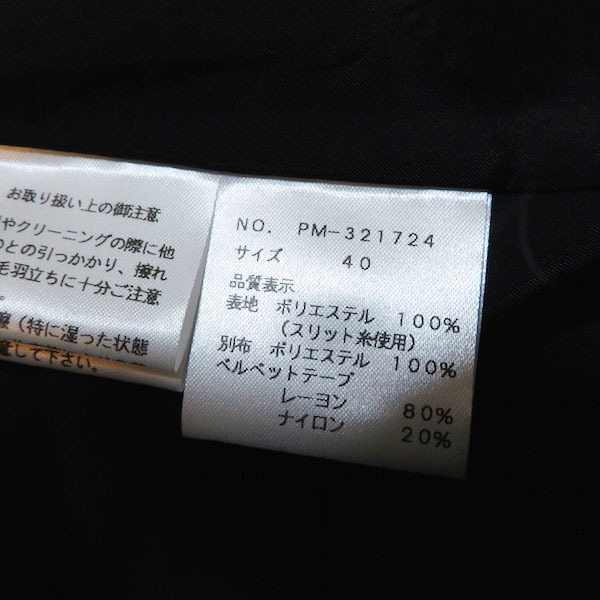 お取り扱い上の御注意
やクリーニングの際に他
のとの引っかかり、擦れ
毛羽立ちに十分ご注意
。
（特に湿った状態
して下さい。
NO. PM-321724
サイズ 40
品質表示
表地 ポリエステル 100%
(スリット糸使用)
別布 ポリエステル 100%
ベルベットテープ
レーヨン 80%
ナイロン 20%